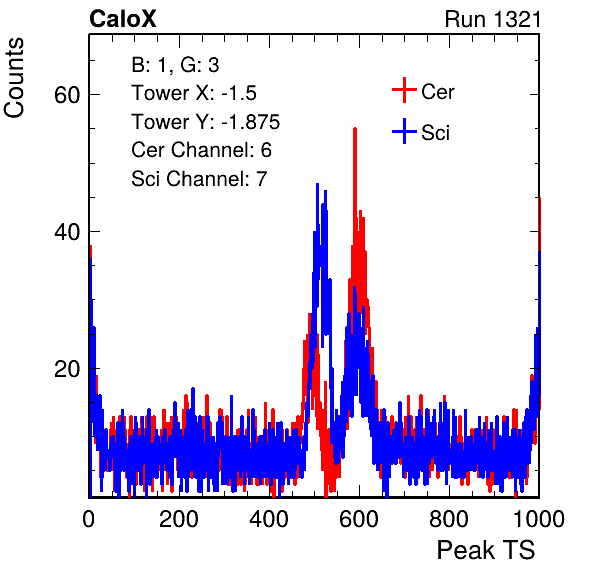 CaloX Run 1321
Counts
B: 1, G: 3
Tower X: -1.5
Tower Y: -1.875
Cer Channel: 6
Sci Channel: 7
Cer
Sci
60
40
20
0 200 400 600 800 1000
Peak TS